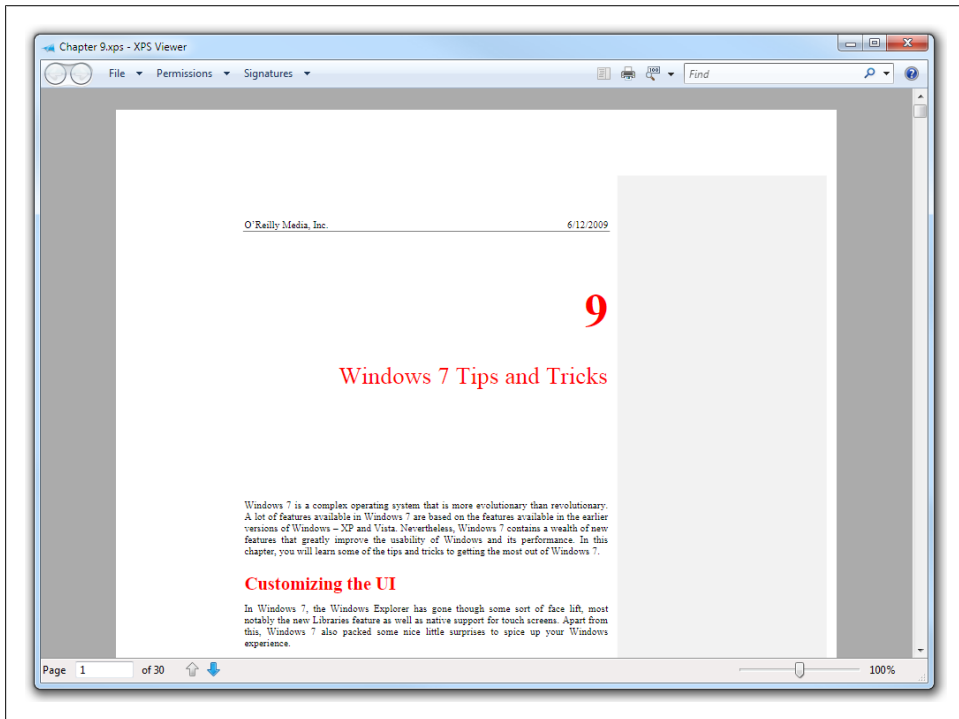 Chapter 9.xps - XPS Viewer
File Permissions Signatures Find
O'Reilly Media, Inc. 6/12/2009
9
Windows 7 Tips and Tricks
Windows 7 is a complex operating system that is more evolutionary than revolutionary.
A lot of features available in Windows 7 are based on the features available in the earlier
versions of Windows – XP and Vista. Nevertheless, Windows 7 contains a wealth of new
features that greatly improve the usability of Windows and its performance. In this
chapter, you will learn some of the tips and tricks to getting the most out of Windows 7.
Customizing the UI
In Windows 7, the Windows Explorer has gone though some sort of face lift, most
notably the new Libraries feature as well as native support for touch screens. Apart from
this, Windows 7 also packed some nice little surprises to spice up your Windows
experience.
Page 1 of 30 100%